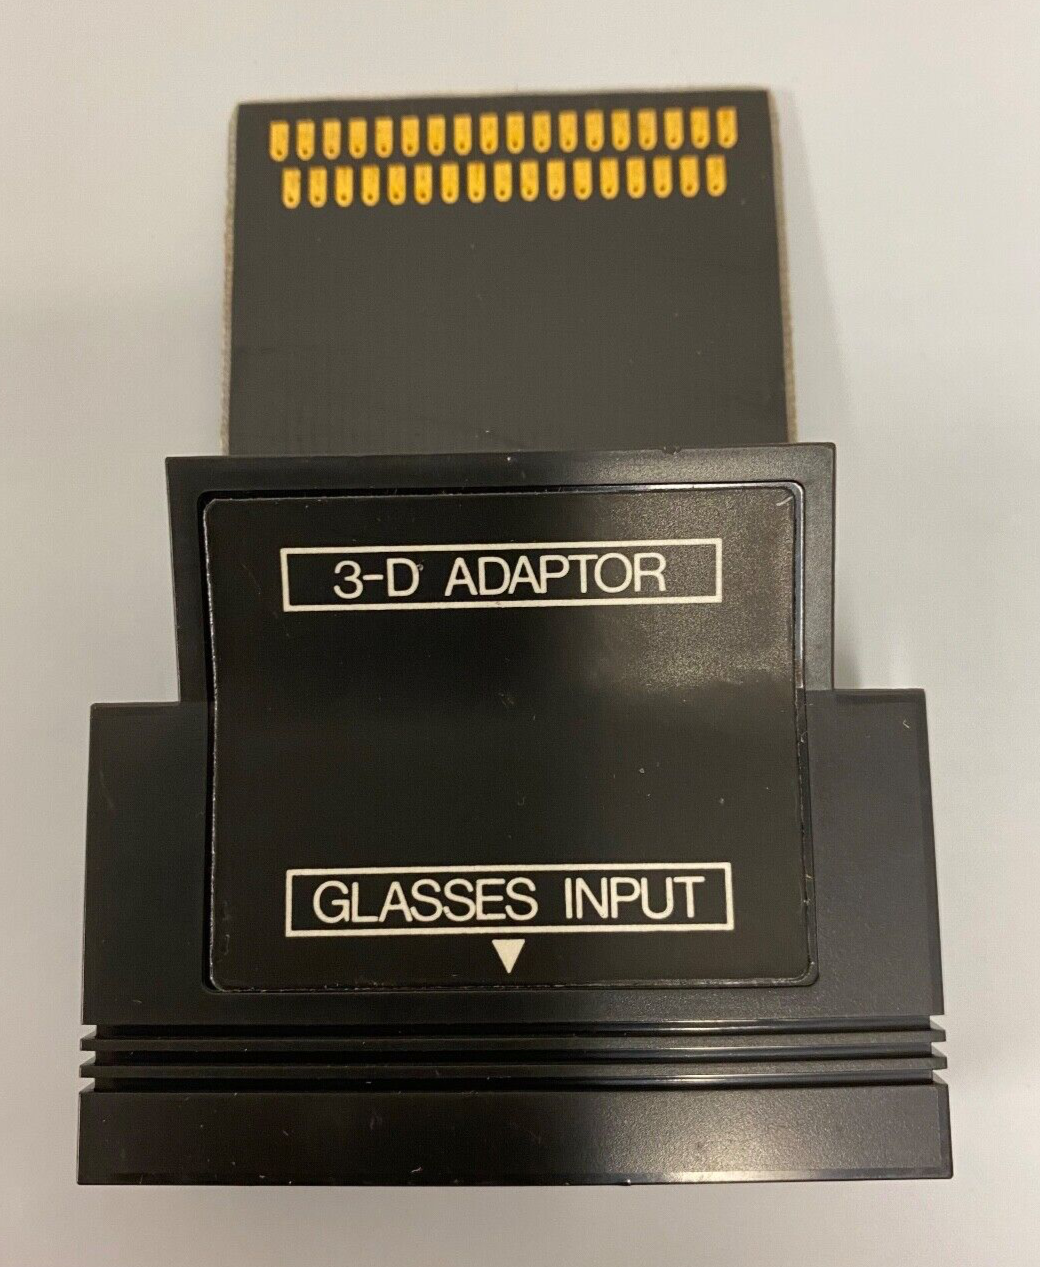 3-D ADAPTOR
GLASSES INPUT